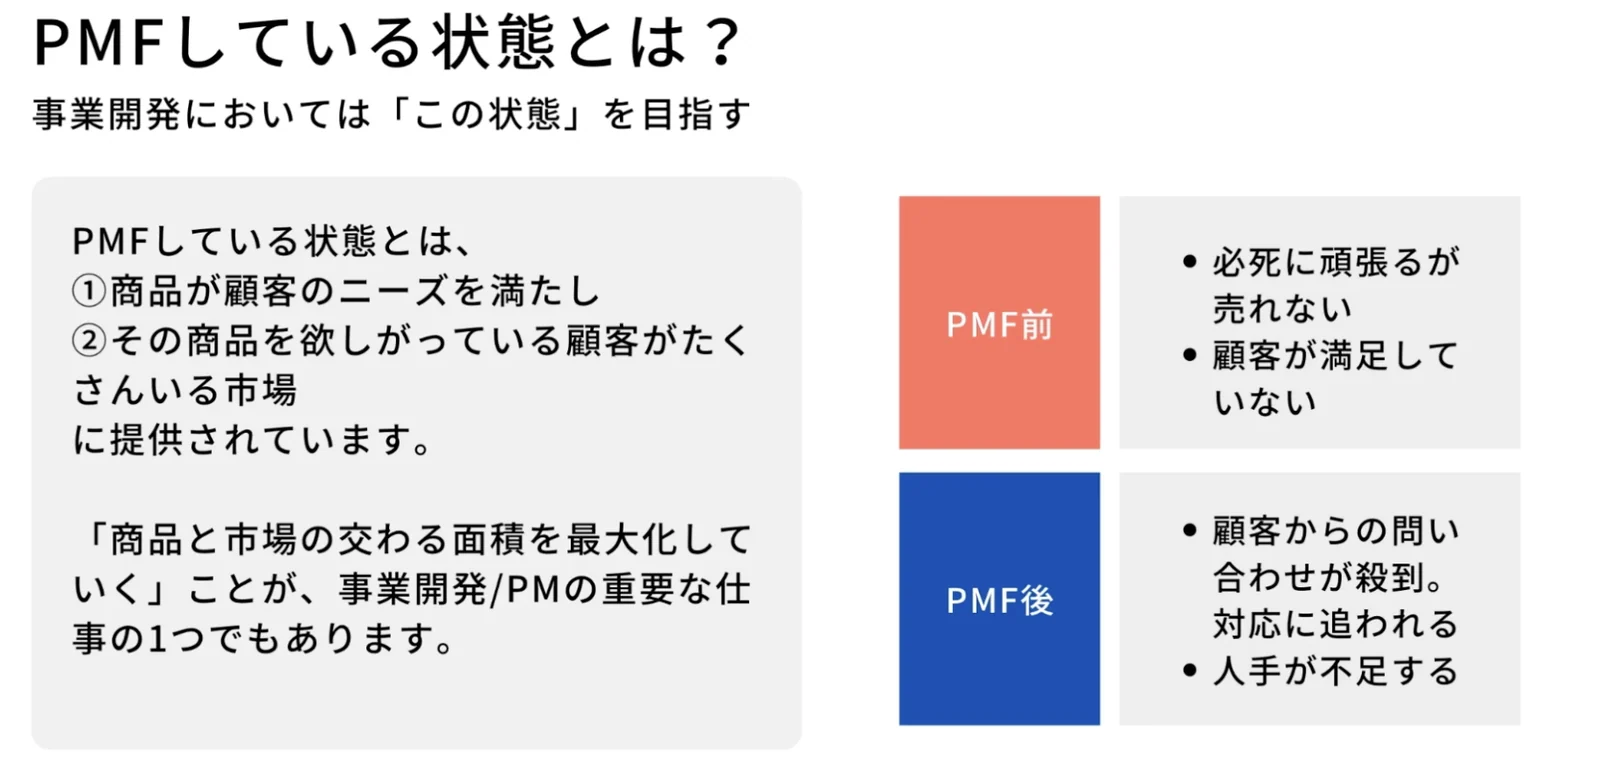 PMFしている状態とは？
事業開発においては「この状態」を目指す
PMFしている状態とは、
①商品が顧客のニーズを満たし
②その商品を欲しがっている顧客がたく
さんいる市場
に提供されています。
「商品と市場の交わる面積を最大化して
いく」ことが、事業開発/PMの重要な仕
事の1つでもあります。
PMF前
• 必死に頑張るが
売れない
• 顧客が満足して
いない
PMF後
• 顧客からの問い
合わせが殺到。
対応に追われる
• 人手が不足する